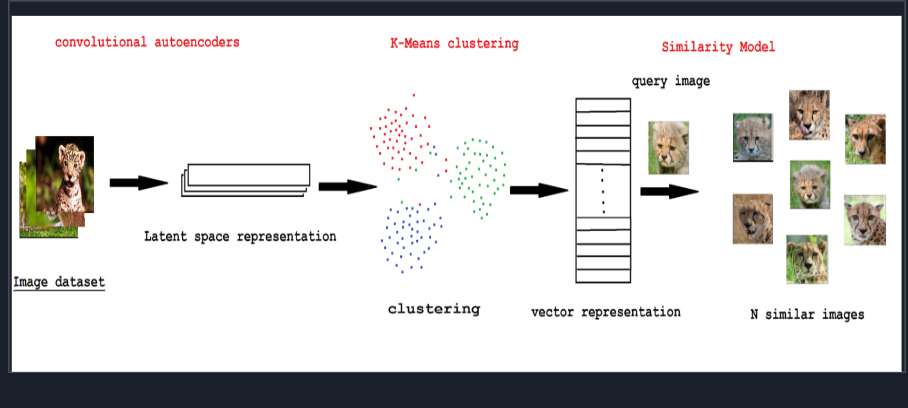 convolutional autoencoders
K-Means clustering
Similarity Model
query image
Latent space representation
Image dataset
clustering
vector representation
N similar images